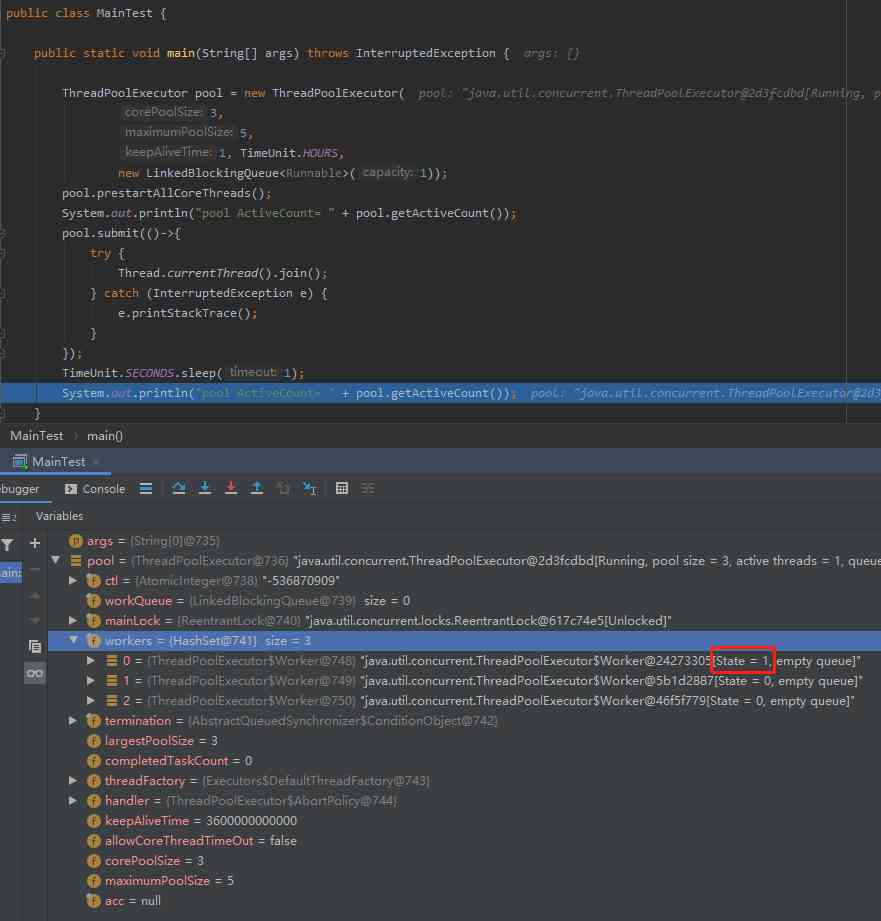 public class MainTest {
public static void main(String[] args) throws InterruptedException { args: {}
ThreadPoolExecutor pool = new ThreadPoolExecutor( pool: "java.util.concurrent.ThreadPoolExecutor@2d3fcdbd[Running, p
corePoolSize: 3,
maximumPoolSize: 5,
keepAliveTime: 1, TimeUnit.HOURS,
new LinkedBlockingQueue<Runnable>( capacity: 1));
pool.prestartAllCoreThreads();
System.out.println("pool ActiveCount= " + pool.getActiveCount());
pool.submit(()->{
try {
Thread.currentThread().join();
} catch (InterruptedException e) {
e.printStackTrace();
}
});
TimeUnit.SECONDS.sleep( timeout: 1);
System.out.println("pool ActiveCount= " + pool.getActiveCount()); pool: "java.util.concurrent.ThreadPoolExecutor@2d3
}
MainTest › main()
MainTest ×
ebugger Console
Variables
args = {String[0]@735}
pool = {ThreadPoolExecutor@736} "java.util.concurrent.ThreadPoolExecutor@2d3fcdbd[Running, pool size = 3, active threads = 1, queue
ain:
ctl = {AtomicInteger@738} "-536870909"
workQueue = {LinkedBlockingQueue@739} size = 0
mainLock = {ReentrantLock@740} "java.util.concurrent.locks.ReentrantLock@617c74e5[Unlocked]"
workers = {HashSet@741} size = 3
0 = {ThreadPoolExecutor$Worker@748} "java.util.concurrent.ThreadPoolExecutor$Worker@24273305[State = 1, empty queue]"
1 = {ThreadPoolExecutor$Worker@749} "java.util.concurrent.ThreadPoolExecutor$Worker@5b1d2887[State = 0, empty queue]"
2 = {ThreadPoolExecutor$Worker@750} "java.util.concurrent.ThreadPoolExecutor$Worker@46f5f779[State = 0, empty queue]"
termination = {AbstractQueuedSynchronizer$ConditionObject@742}
largestPoolSize = 3
completedTaskCount = 0
threadFactory = {Executors$DefaultThreadFactory@743}
handler = {ThreadPoolExecutor$AbortPolicy@744}
keepAliveTime = 3600000000000
allowCoreThreadTimeOut = false
corePoolSize = 3
maximumPoolSize = 5
acc = null